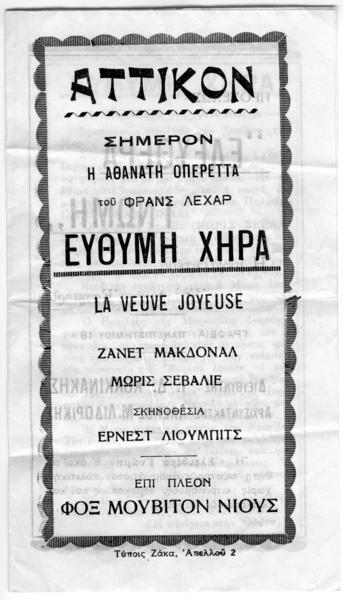 ΑΤΤΙΚΟΝ
ΣΗΜΕΡΟΝ
Η ΑΘΑΝΑΤΗ ΟΠΕΡΕΤΤΑ
τοῦ ΦΡΑΝΣ ΛΕΧΑΡ
ΕΥΘΥΜΗ ΧΗΡΑ
LA VEUVE JOYEUSE
ΖΑΝΕΤ ΜΑΚΔΟΝΑΛ
ΜΩΡΙΣ ΣΕΒΑΛΙΕ
ΣΚΗΝΟΘΕΣΙΑ
ΕΡΝΕΣΤ ΛΙΟΥΜΠΙΤΣ
ΕΠΙ ΠΛΕΟΝ
ΦΟΞ ΜΟΥΒΙΤΟΝ ΝΙΟΥΣ
Τύποις Ζάκα, Ἀπελλοῦ 2